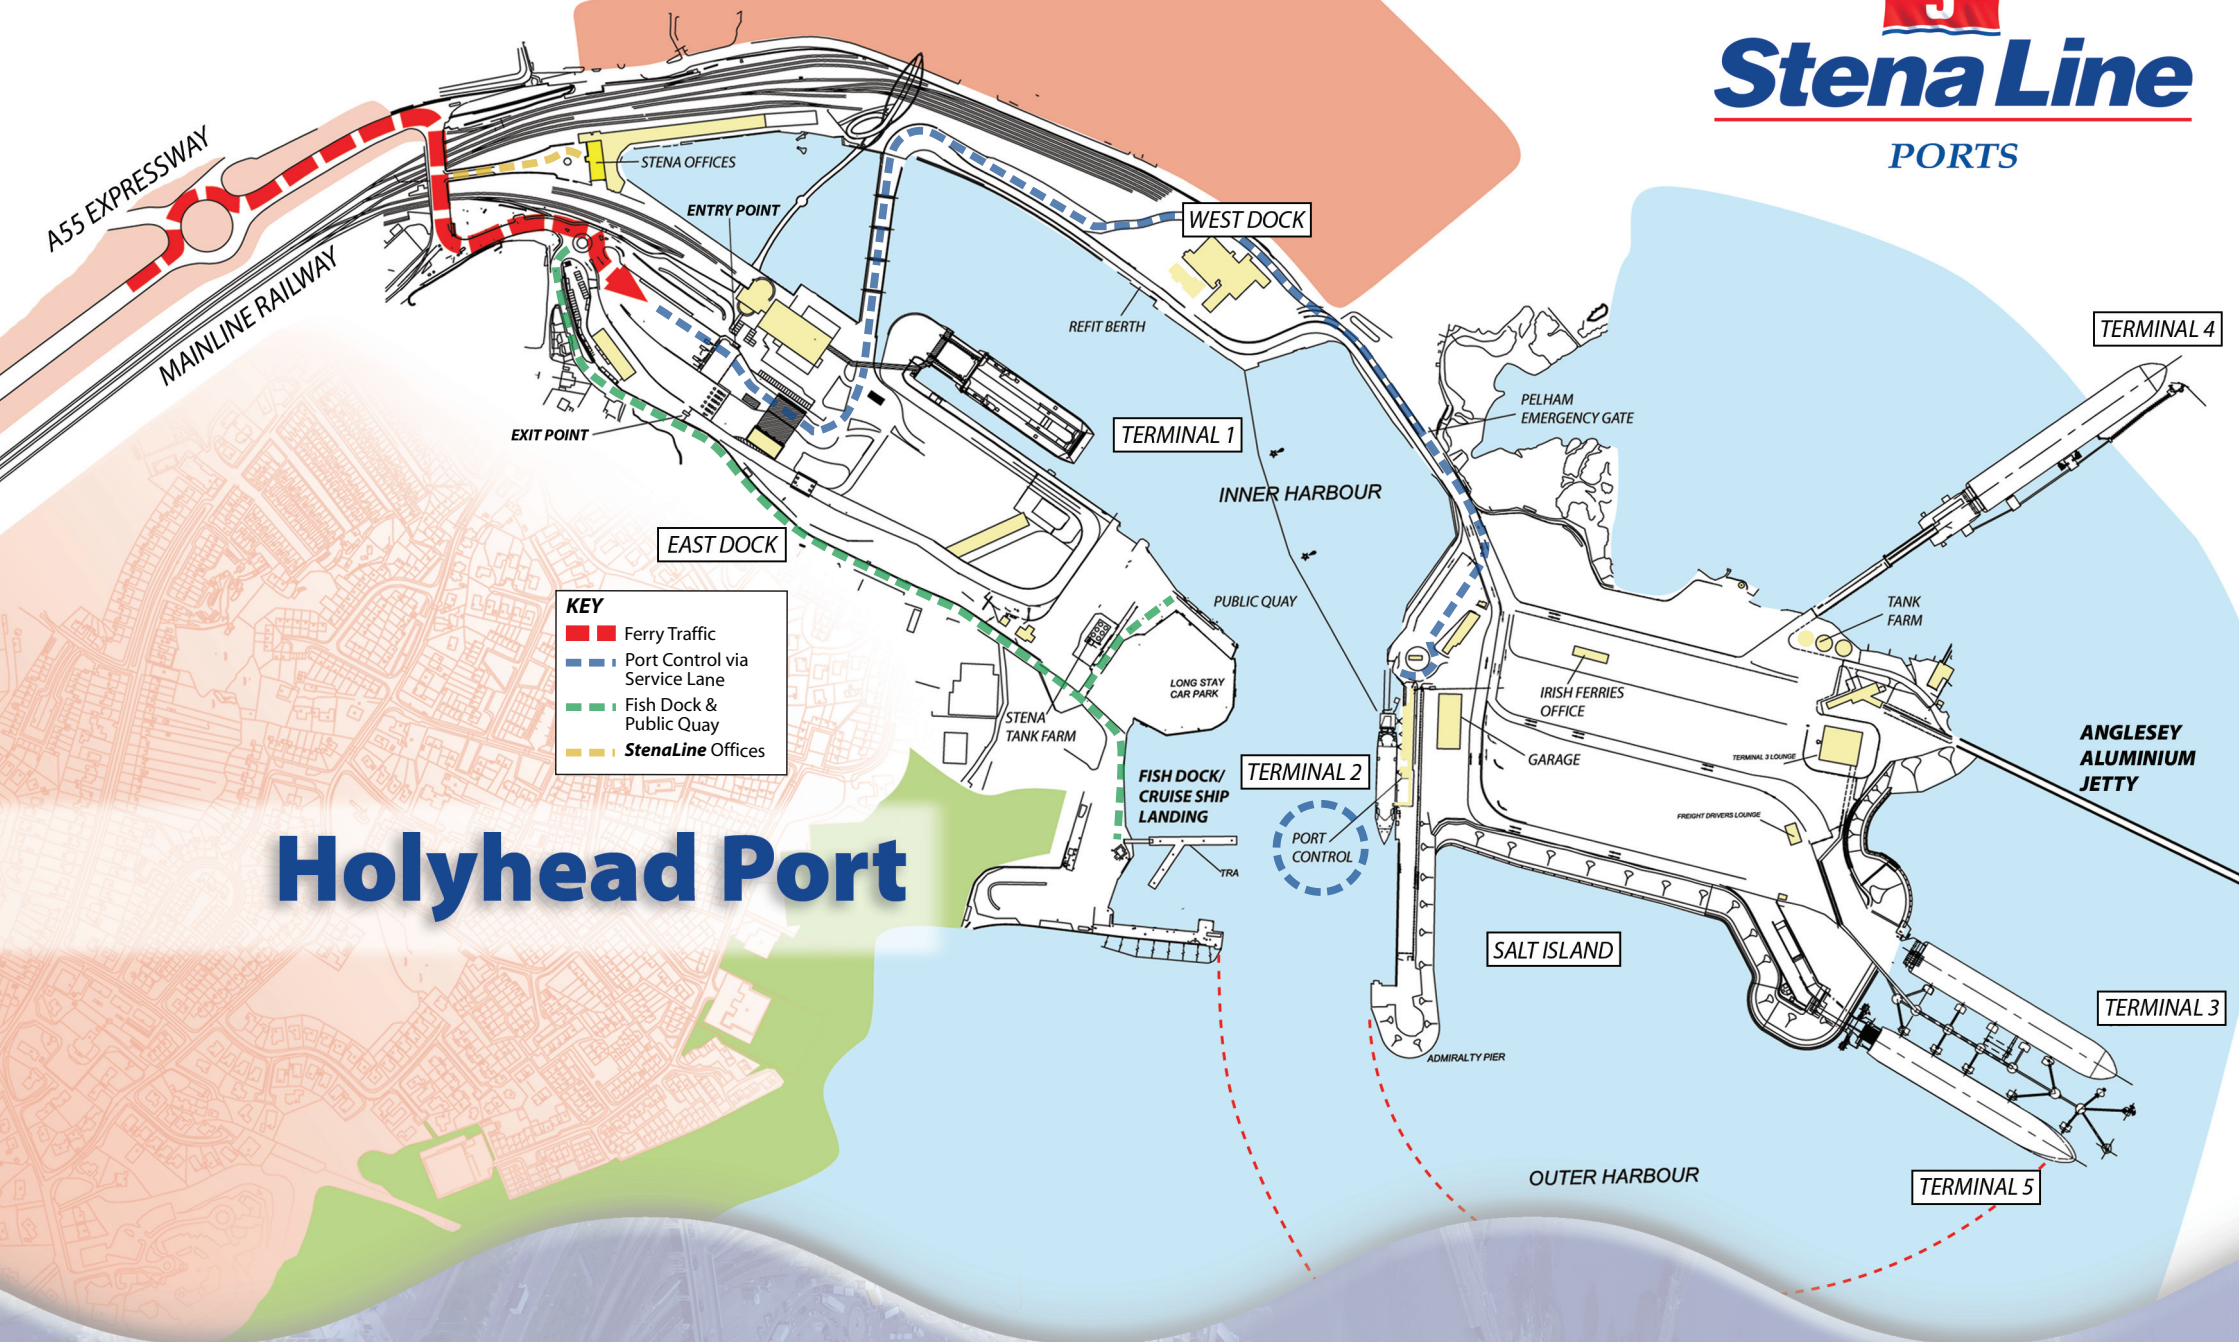 StenaLine
PORTS
A55 EXPRESSWAY
MAINLINE RAILWAY
STENA OFFICES
ENTRY POINT
WEST DOCK
REFIT BERTH
TERMINAL 4
PELHAM
EMERGENCY GATE
TERMINAL 1
EXIT POINT
INNER HARBOUR
EAST DOCK
KEY
Ferry Traffic
Port Control via
Service Lane
Fish Dock &
Public Quay
StenaLine Offices
PUBLIC QUAY
TANK
FARM
LONG STAY
CAR PARK
IRISH FERRIES
OFFICE
STENA
TANK FARM
ANGLESEY
ALUMINIUM
JETTY
GARAGE
TERMINAL 3 LOUNGE
TERMINAL 2
FISH DOCK/
CRUISE SHIP
LANDING
FREIGHT DRIVERS LOUNGE
PORT
CONTROL
TRA
Holyhead Port
SALT ISLAND
TERMINAL 3
ADMIRALTY PIER
OUTER HARBOUR
TERMINAL 5